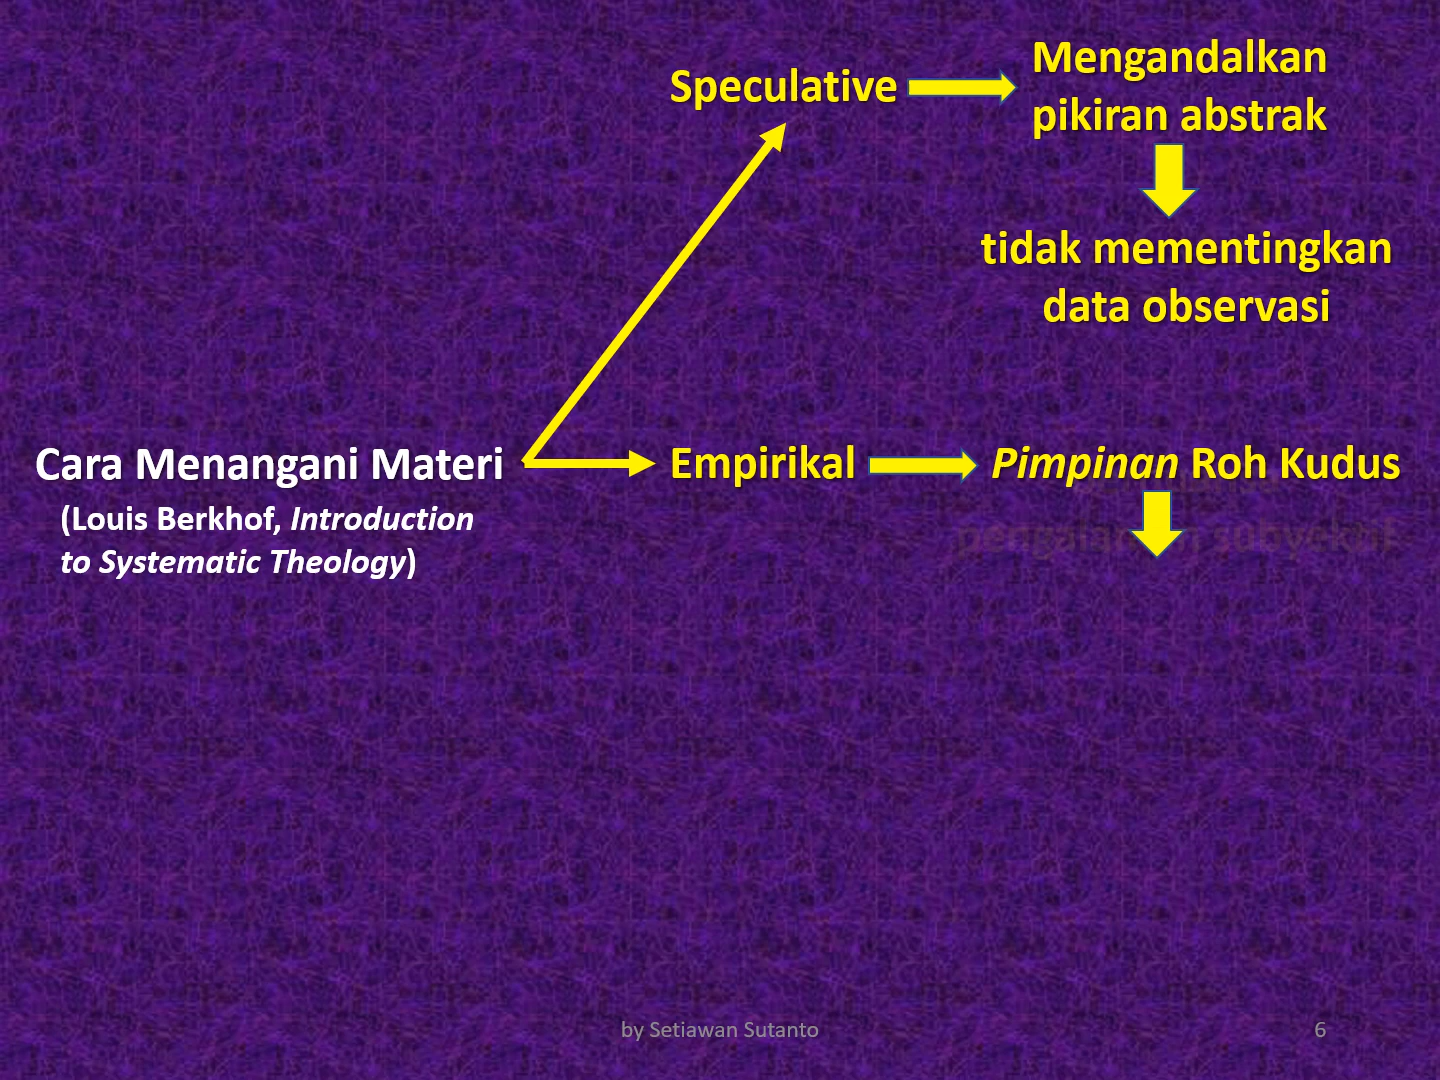 Speculative
Mengandalkan
pikiran abstrak
tidak mementingkan
data observasi
Cara Menangani Materi
(Louis Berkhof, Introduction
to Systematic Theology)
Empirikal
Pimpinan Roh Kudus
subyektif
by Setiawan Sutanto
6